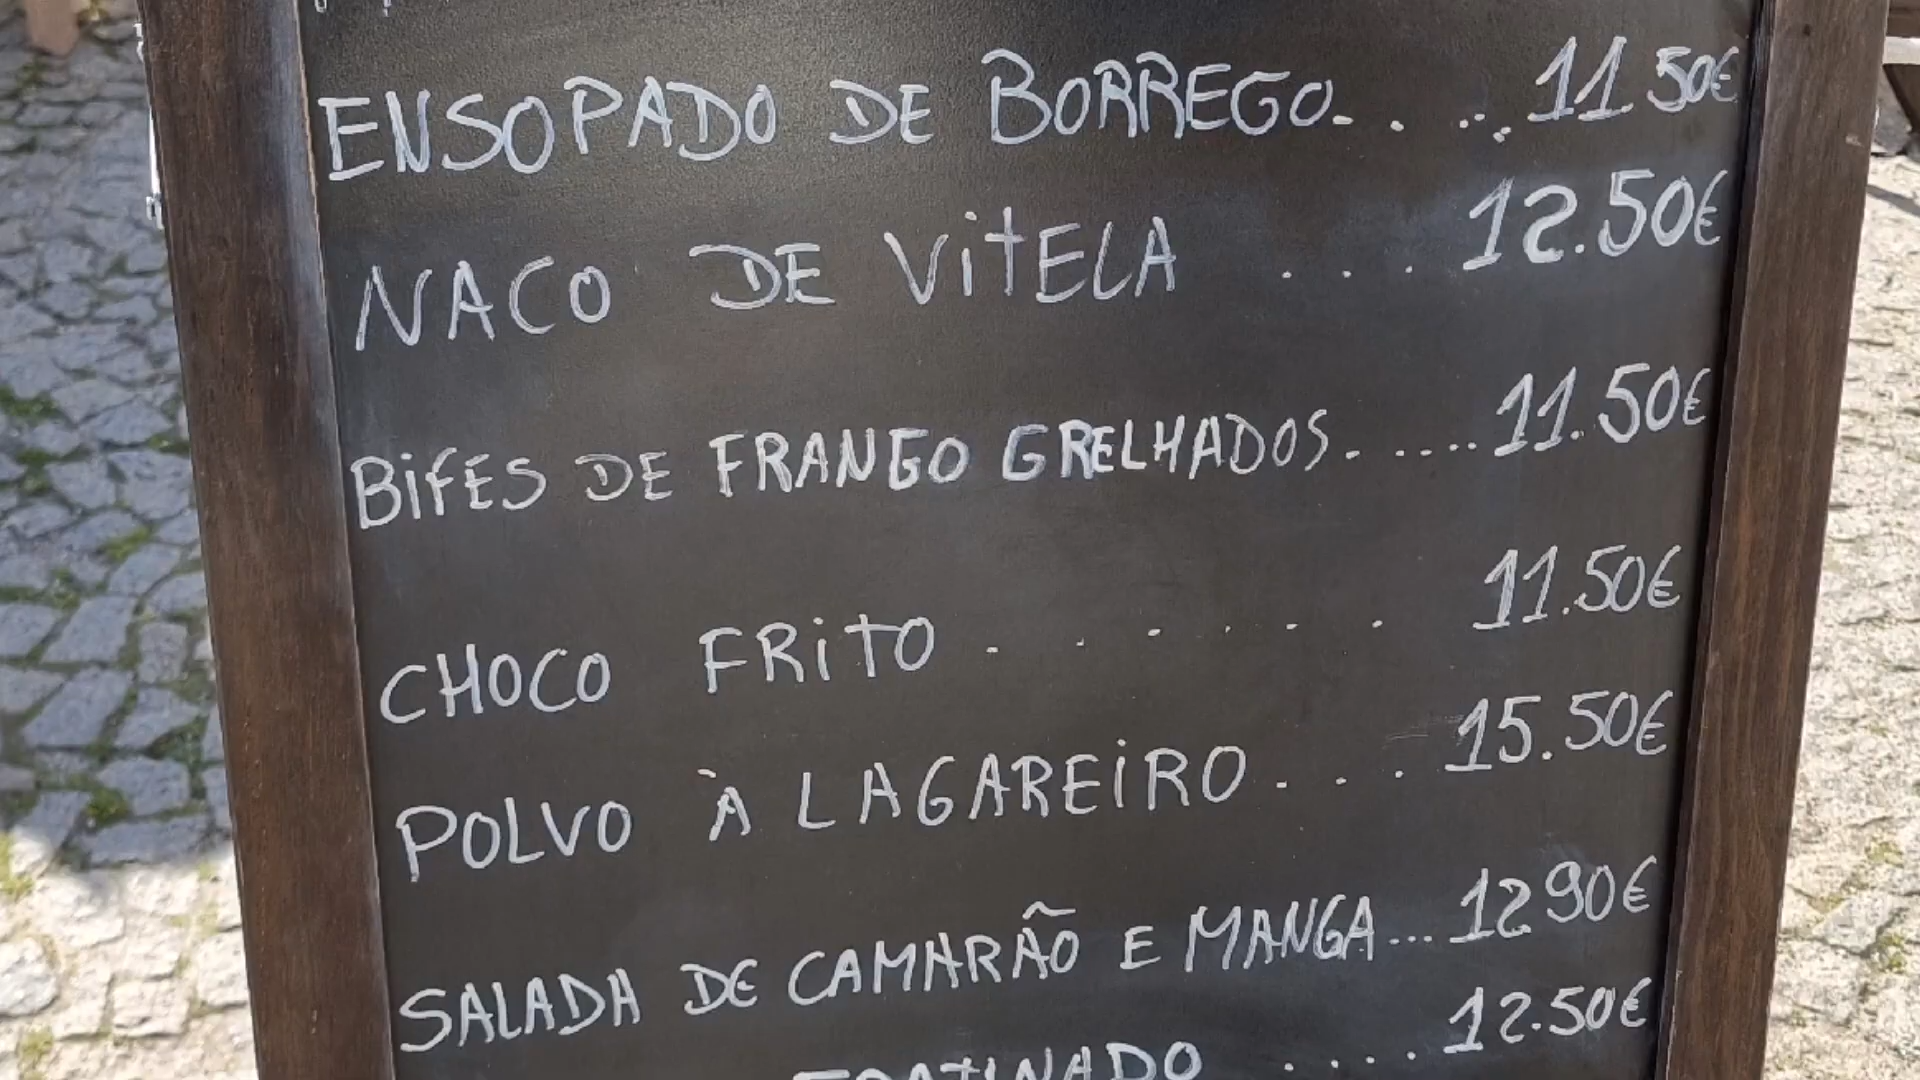 ENSOPADO DE BORREGO. . . . . 11.50€
NACO DE VITELA . . . 12.50€
BIFES DE FRANGO GRELHADOS. .... 11.50€
CHOCO FRITO . . . . . . 11.50€
POLVO À LAGAREIRO . . . 15.50€
SALADA DE CAMARÃO E MANGA... 12 90€
.... 12.50€